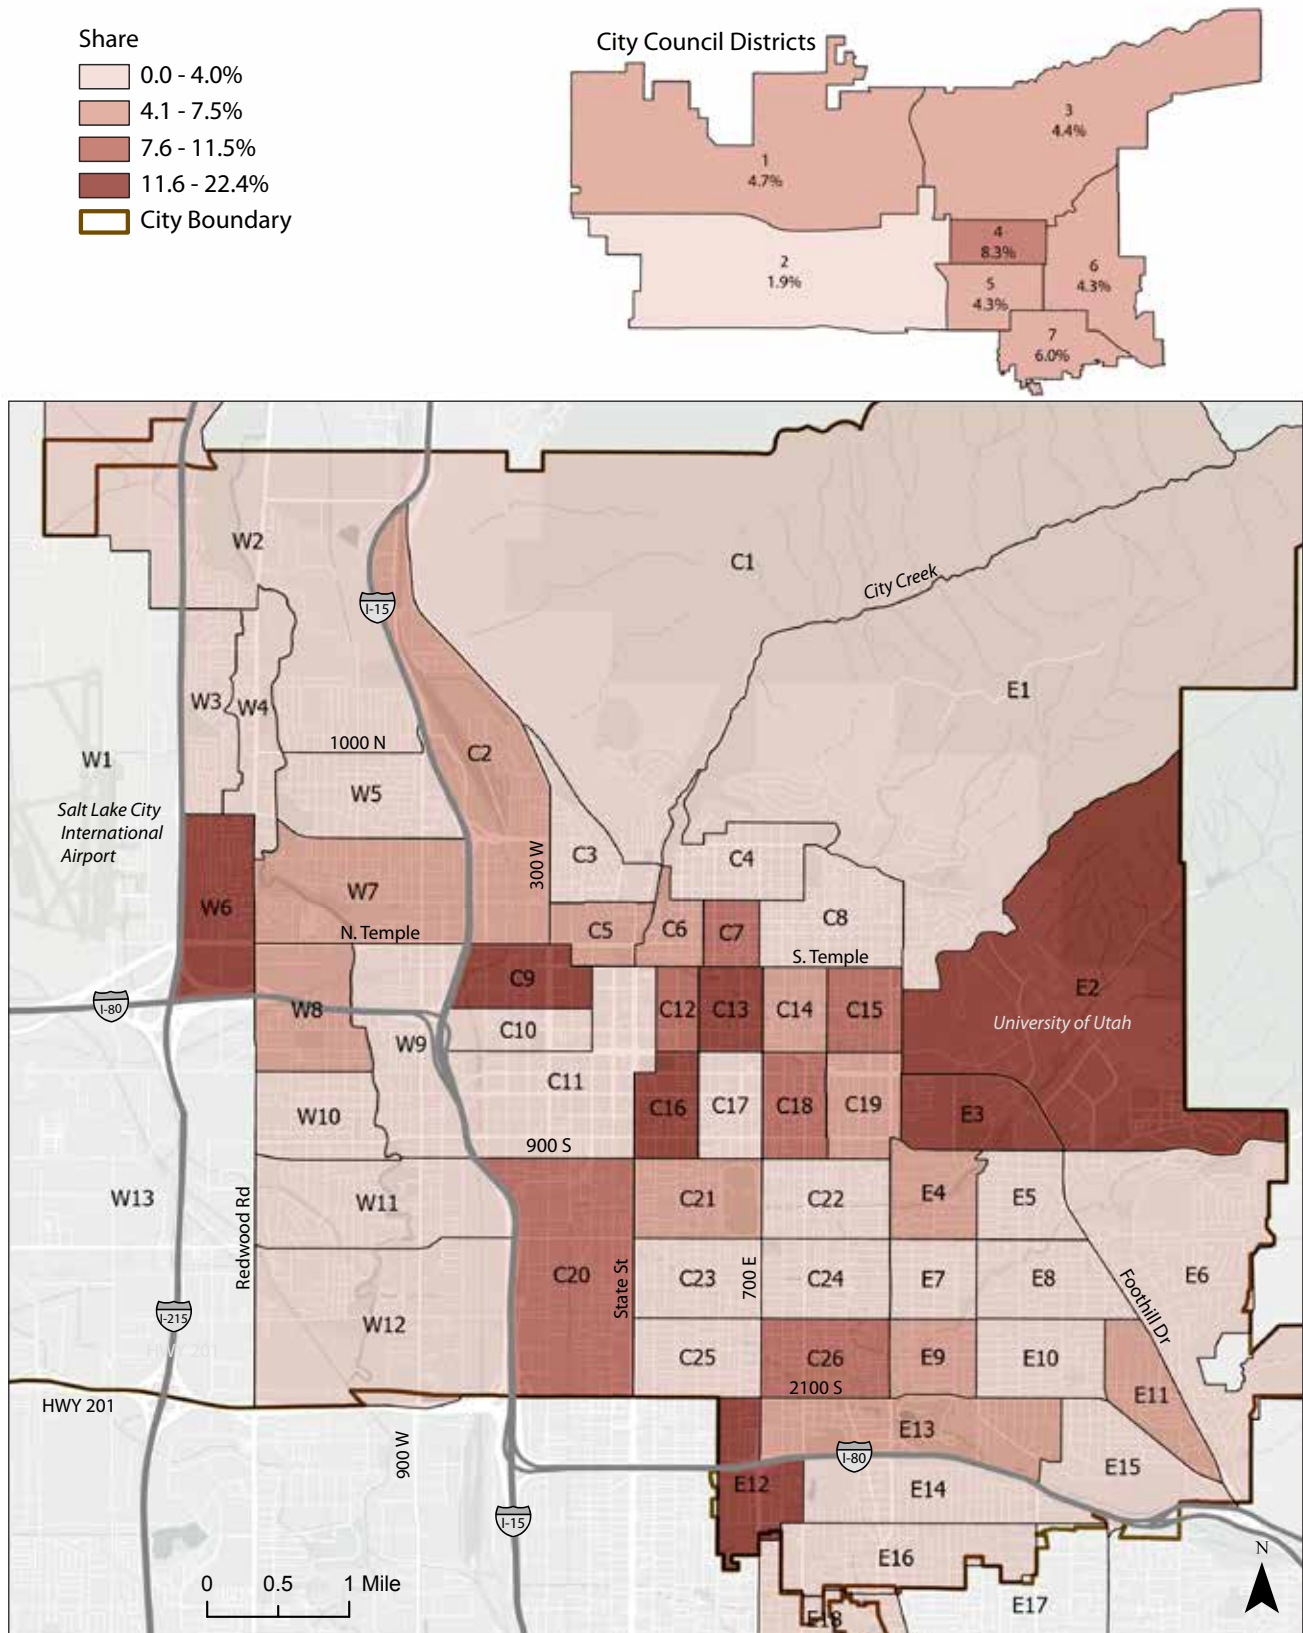 Share
0.0 - 4.0%
4.1 - 7.5%
7.6 - 11.5%
11.6 - 22.4%
City Boundary
City Council Districts
3
4.4%
1
4.7%
4
8.3%
2
1.9%
6
4.3%
5
4.3%
7
6.0%
W2
C1
City Creek
I-15
E1
W3
W4
1000 N
C2
W1
W5
Salt Lake City
International
Airport
300 W
C3
C4
W7
W6
C8
C5
C6
C7
N. Temple
S. Temple
C9
E2
I-80
W8
C12
C13
C14
C15
University of Utah
C10
W9
C11
W10
C16
C17
C18
C19
E3
900 S
W13
W11
C21
C22
E4
E5
Redwood Rd
C20
State St
C23
700 E
C24
E7
E8
Foothill Dr
E6
I-215
W12
HWY 201
C25
C26
E9
E10
2100 S
E11
HWY 201
900 W
E13
I-80
E15
E12
E14
I-15
E16
N
0 0.5 1 Mile
E17
E18